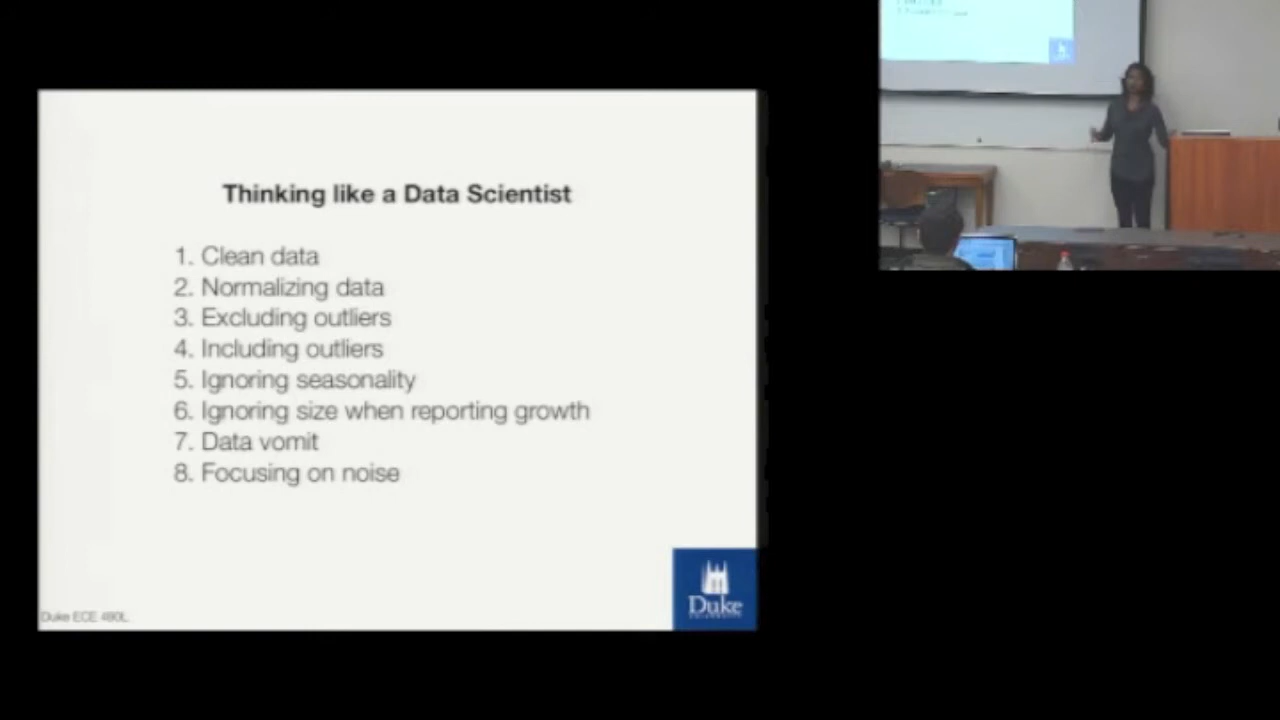 Thinking like a Data Scientist
1. Clean data
2. Normalizing data
3. Excluding outliers
4. Including outliers
5. Ignoring seasonality
6. Ignoring size when reporting growth
7. Data vomit
8. Focusing on noise
Duke
UNIVERSITY
Duke ECE 490L